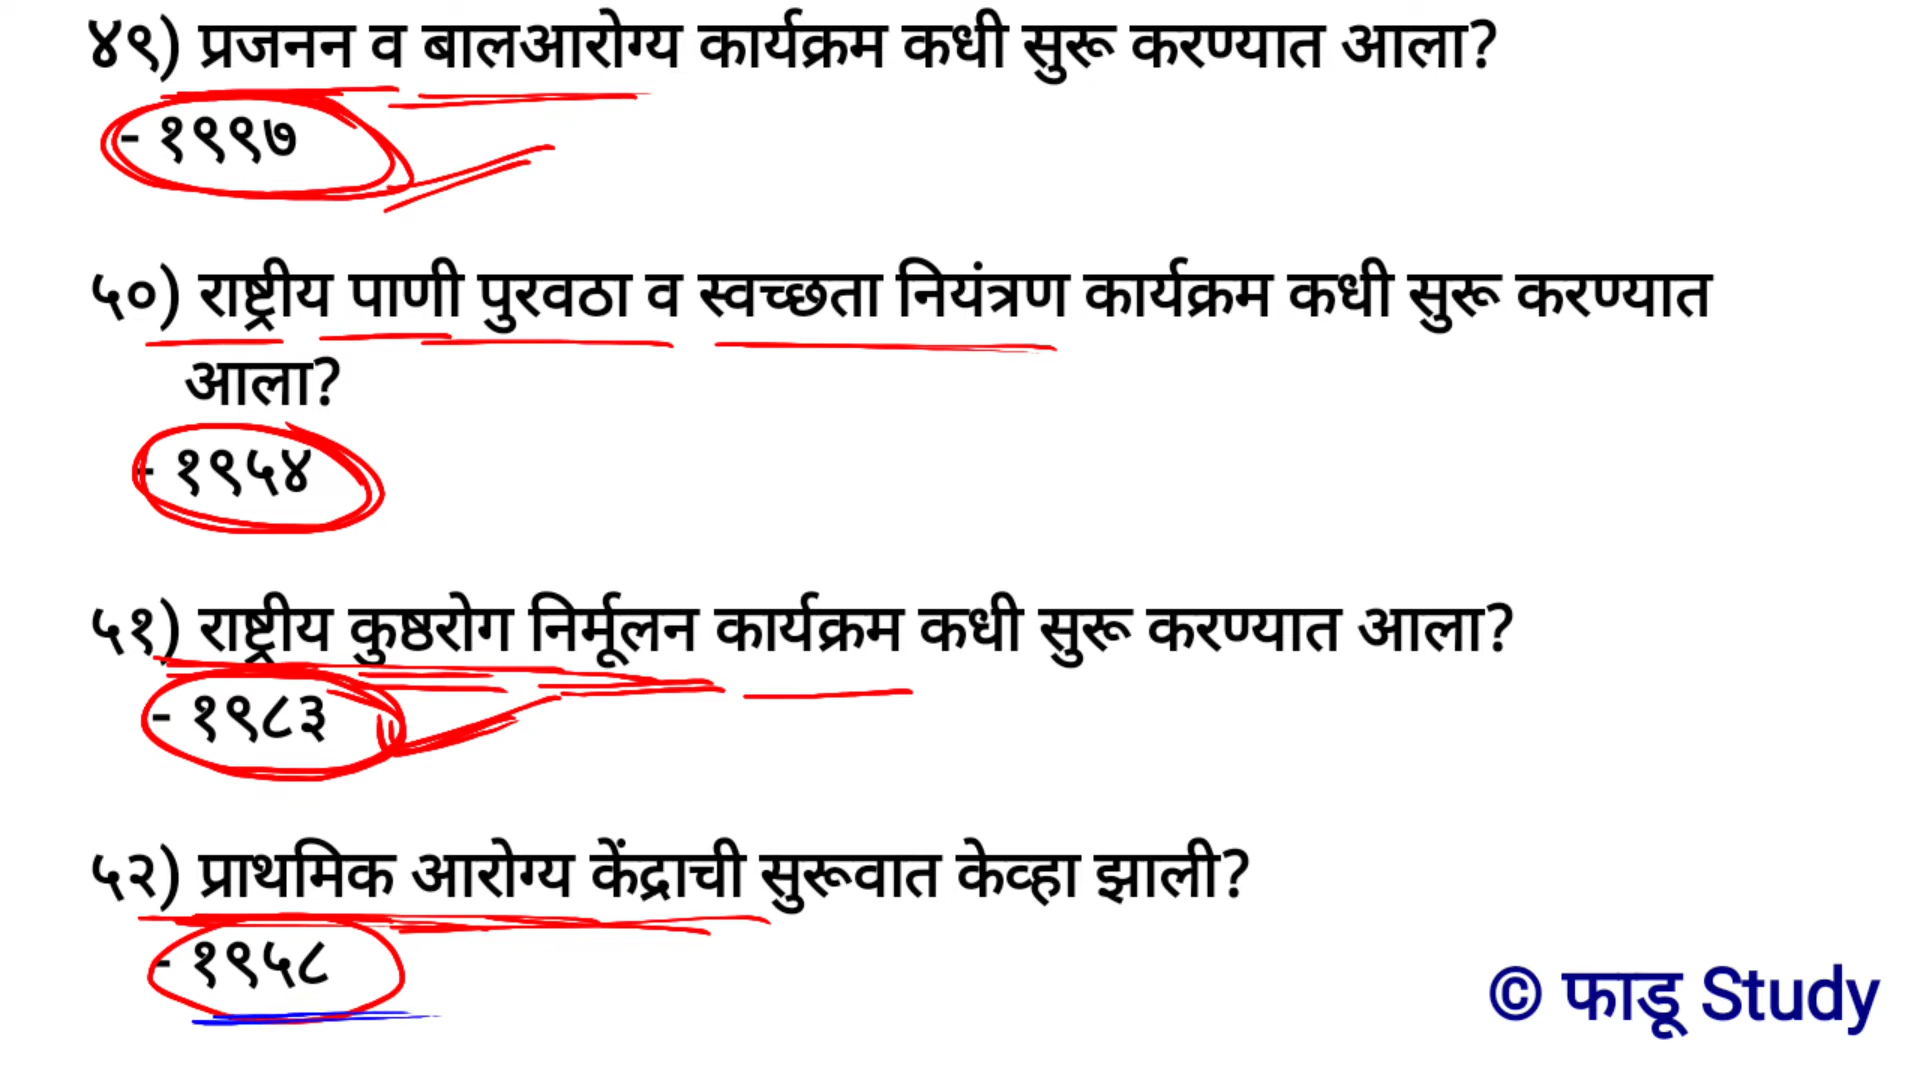 ४९) प्रजनन व बालआरोग्य कार्यक्रम कधी सुरू करण्यात आला?
- १९९७
५०) राष्ट्रीय पाणी पुरवठा व स्वच्छता नियंत्रण कार्यक्रम कधी सुरू करण्यात
आला?
- १९५४
५१) राष्ट्रीय कुष्ठरोग निर्मूलन कार्यक्रम कधी सुरू करण्यात आला?
- १९८३
५२) प्राथमिक आरोग्य केंद्राची सुरूवात केव्हा झाली?
- १९५८
© फाडू Study